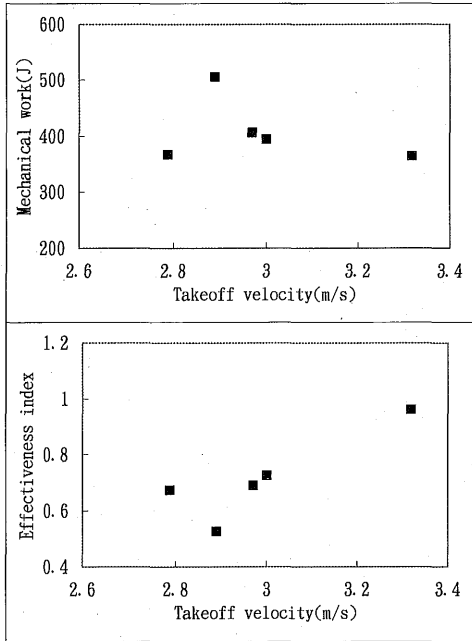 600
500
400
300
200
Mechanical work(J)
2.6 2.8 3 3.2 3.4
Takeoff velocity(m/s)
1.2
1
0.8
0.6
0.4
Effectiveness index
2.6 2.8 3 3.2 3.4
Takeoff velocity(m/s)